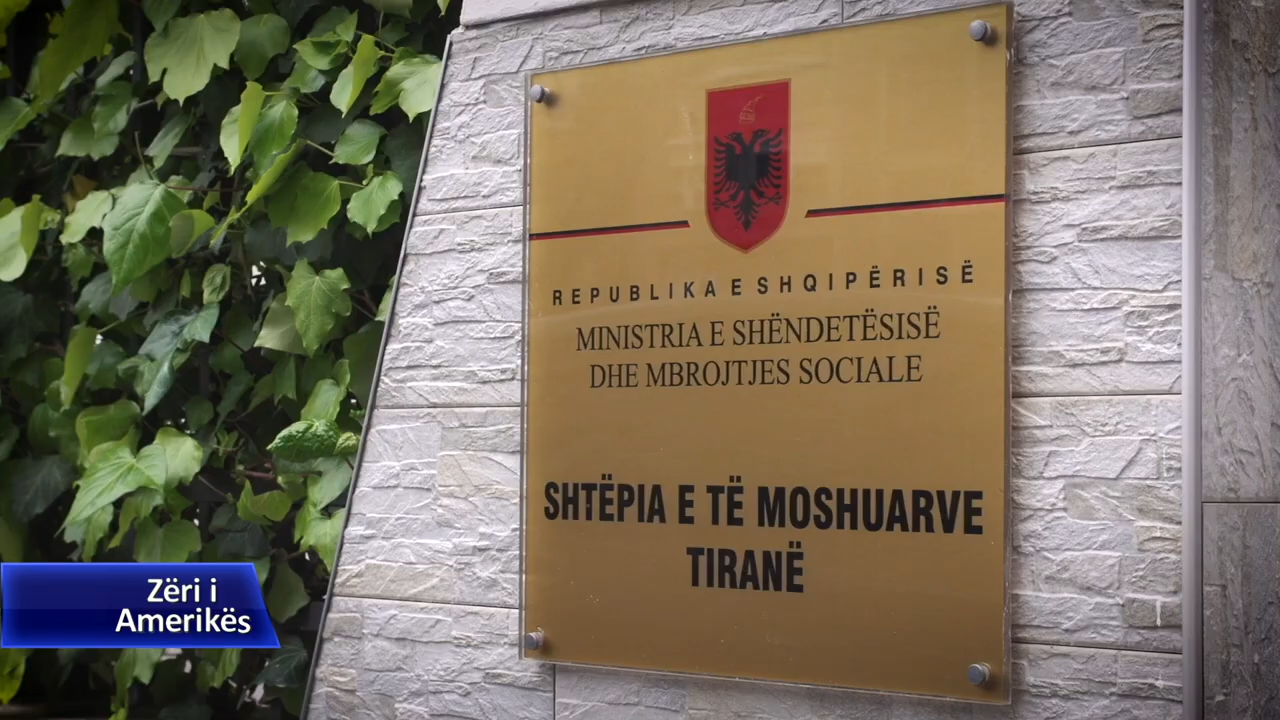 REPUBLIKA E SHQIPËRISË
MINISTRIA E SHËNDETËSISË
DHE MBROJTJES SOCIALE
SHTËPIA E TË MOSHUARVE
TIRANË
Zëri i
Amerikës